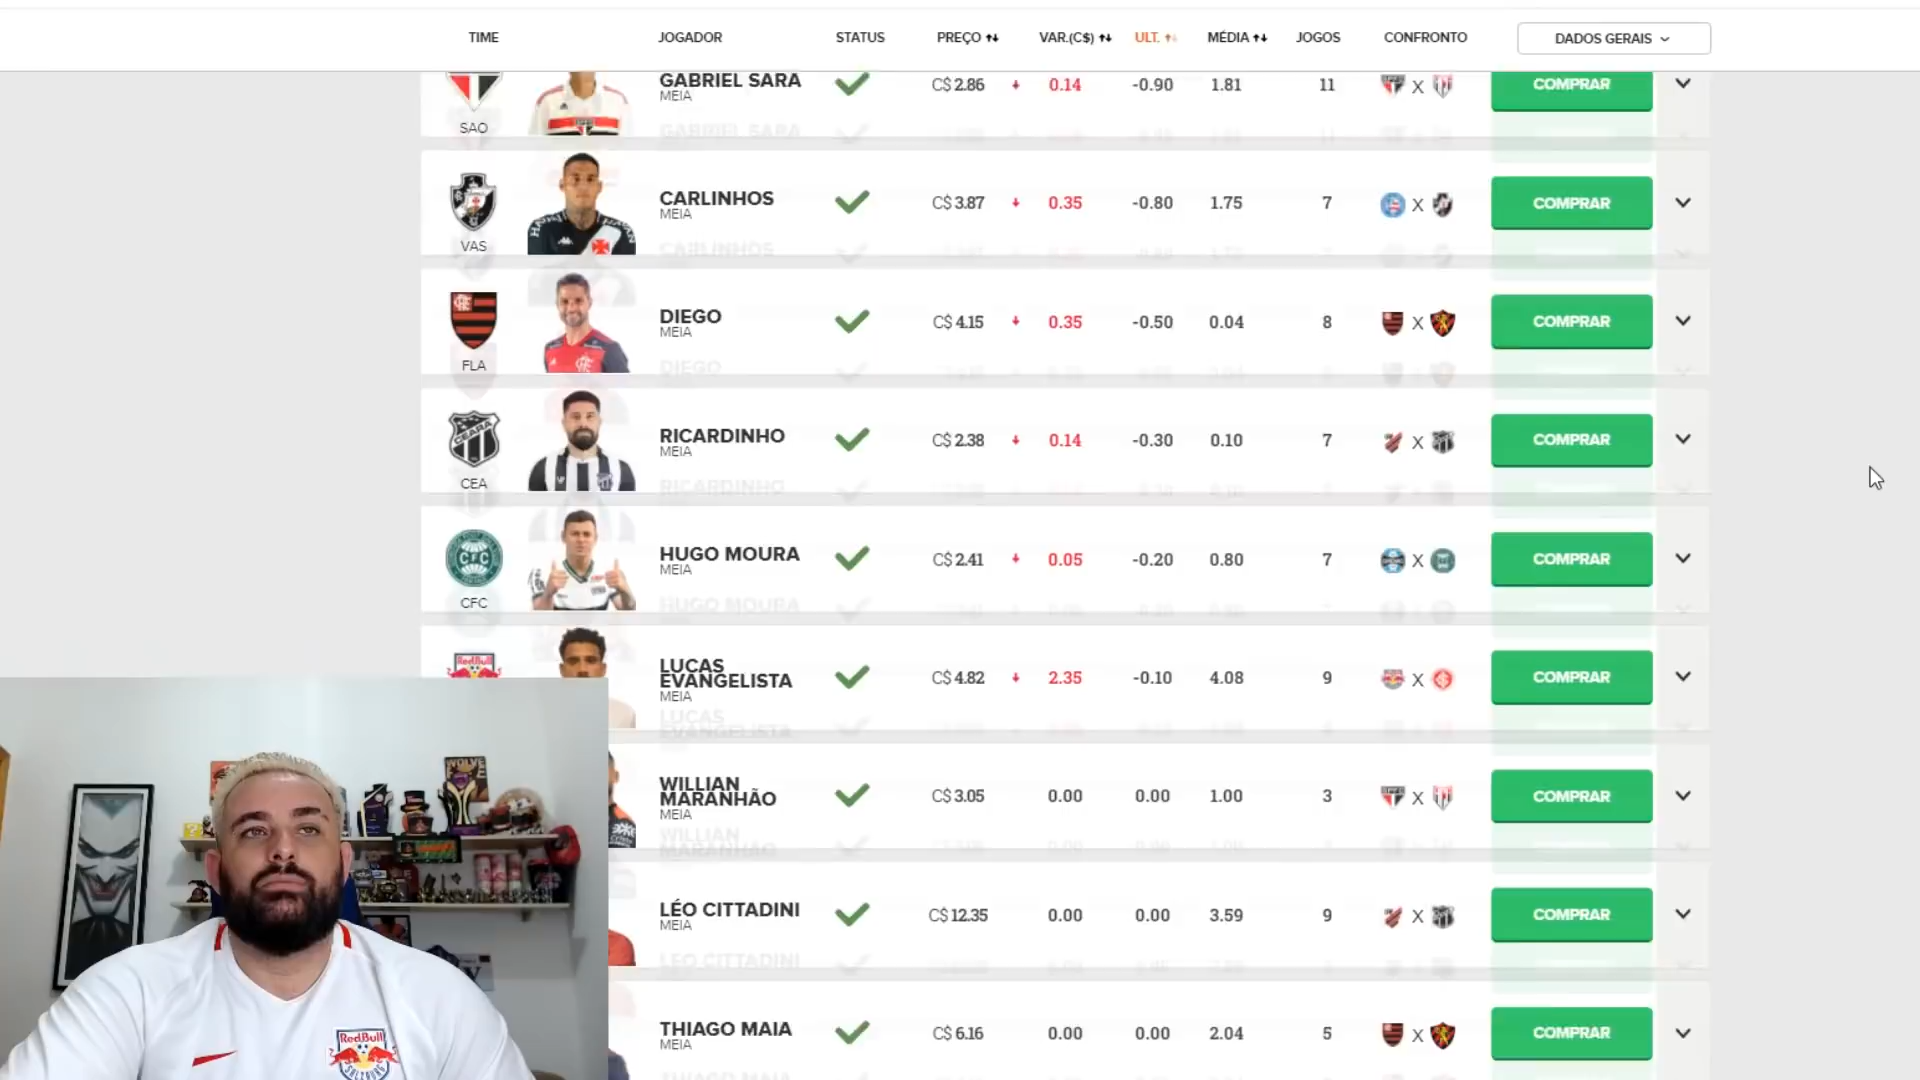 TIME JOGADOR STATUS PREÇO VAR.(C$) ULT. MÉDIA JOGOS CONFRONTO DADOS GERAIS
GABRIEL SARA
MEIA
SAO
C$ 2.86 0.14 -0.90 1.81 11 X COMPRAR
CARLINHOS
MEIA
VAS
C$ 3.87 0.35 -0.80 1.75 7 X COMPRAR
DIEGO
MEIA
FLA
C$ 4.15 0.35 -0.50 0.04 8 X COMPRAR
RICARDINHO
MEIA
CEARÁ
CEA
C$ 2.38 0.14 -0.30 0.10 7 X COMPRAR
HUGO MOURA
MEIA
CFC
CFC
C$ 2.41 0.05 -0.20 0.80 7 X COMPRAR
RedBull
LUCAS
EVANGELISTA
MEIA
C$ 4.82 2.35 -0.10 4.08 9 X COMPRAR
WILLIAN
MARANHÃO
MEIA
C$ 3.05 0.00 0.00 1.00 3 X COMPRAR
LÉO CITTADINI
MEIA
C$ 12.35 0.00 0.00 3.59 9 X COMPRAR
THIAGO MAIA
MEIA
C$ 6.16 0.00 0.00 2.04 5 X COMPRAR
RedBull
SALZBURG